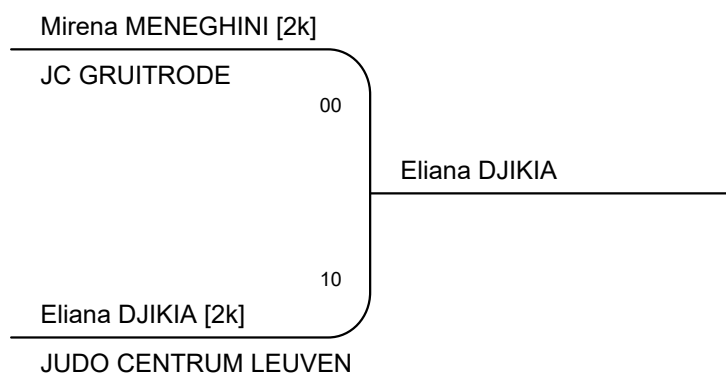 Mirena MENEGHINI [2k]
JC GRUITRODE
00
Eliana DJIKIA
10
Eliana DJIKIA [2k]
JUDO CENTRUM LEUVEN